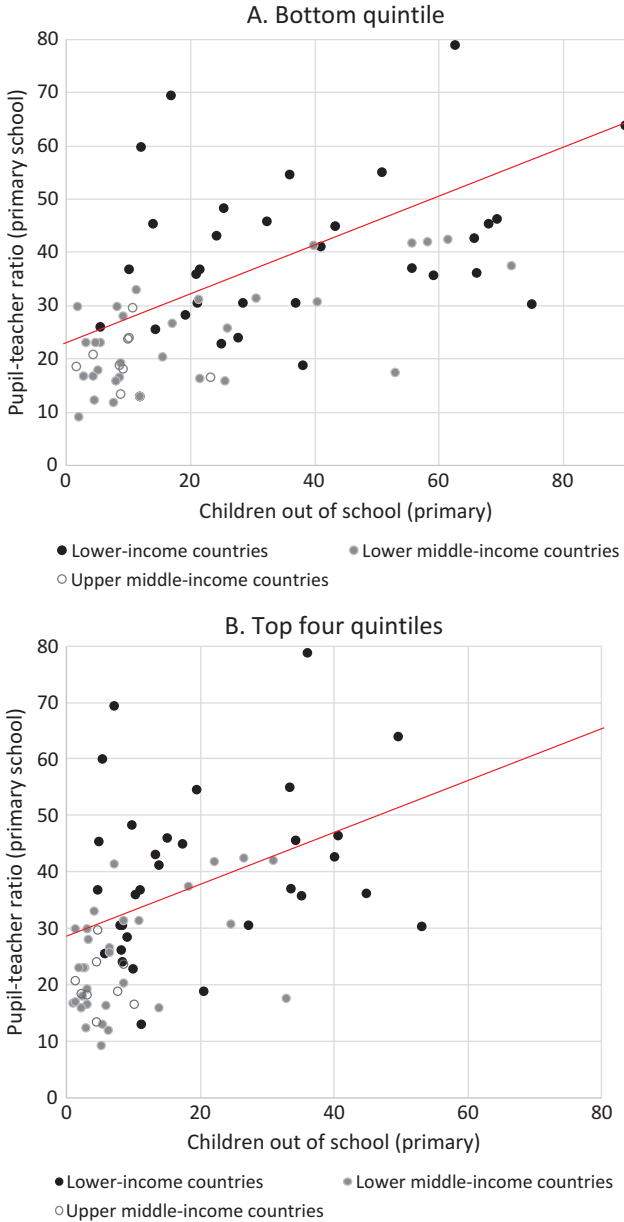 A. Bottom quintile
80
70
60
50
40
30
20
10
0
Pupil-teacher ratio (primary school)
0 20 40 60 80
Children out of school (primary)
Lower-income countries Lower middle-income countries
Upper middle-income countries
B. Top four quintiles
80
70
60
50
40
30
20
10
0
Pupil-teacher ratio (primary school)
0 20 40 60 80
Children out of school (primary)
Lower-income countries Lower middle-income countries
Upper middle-income countries